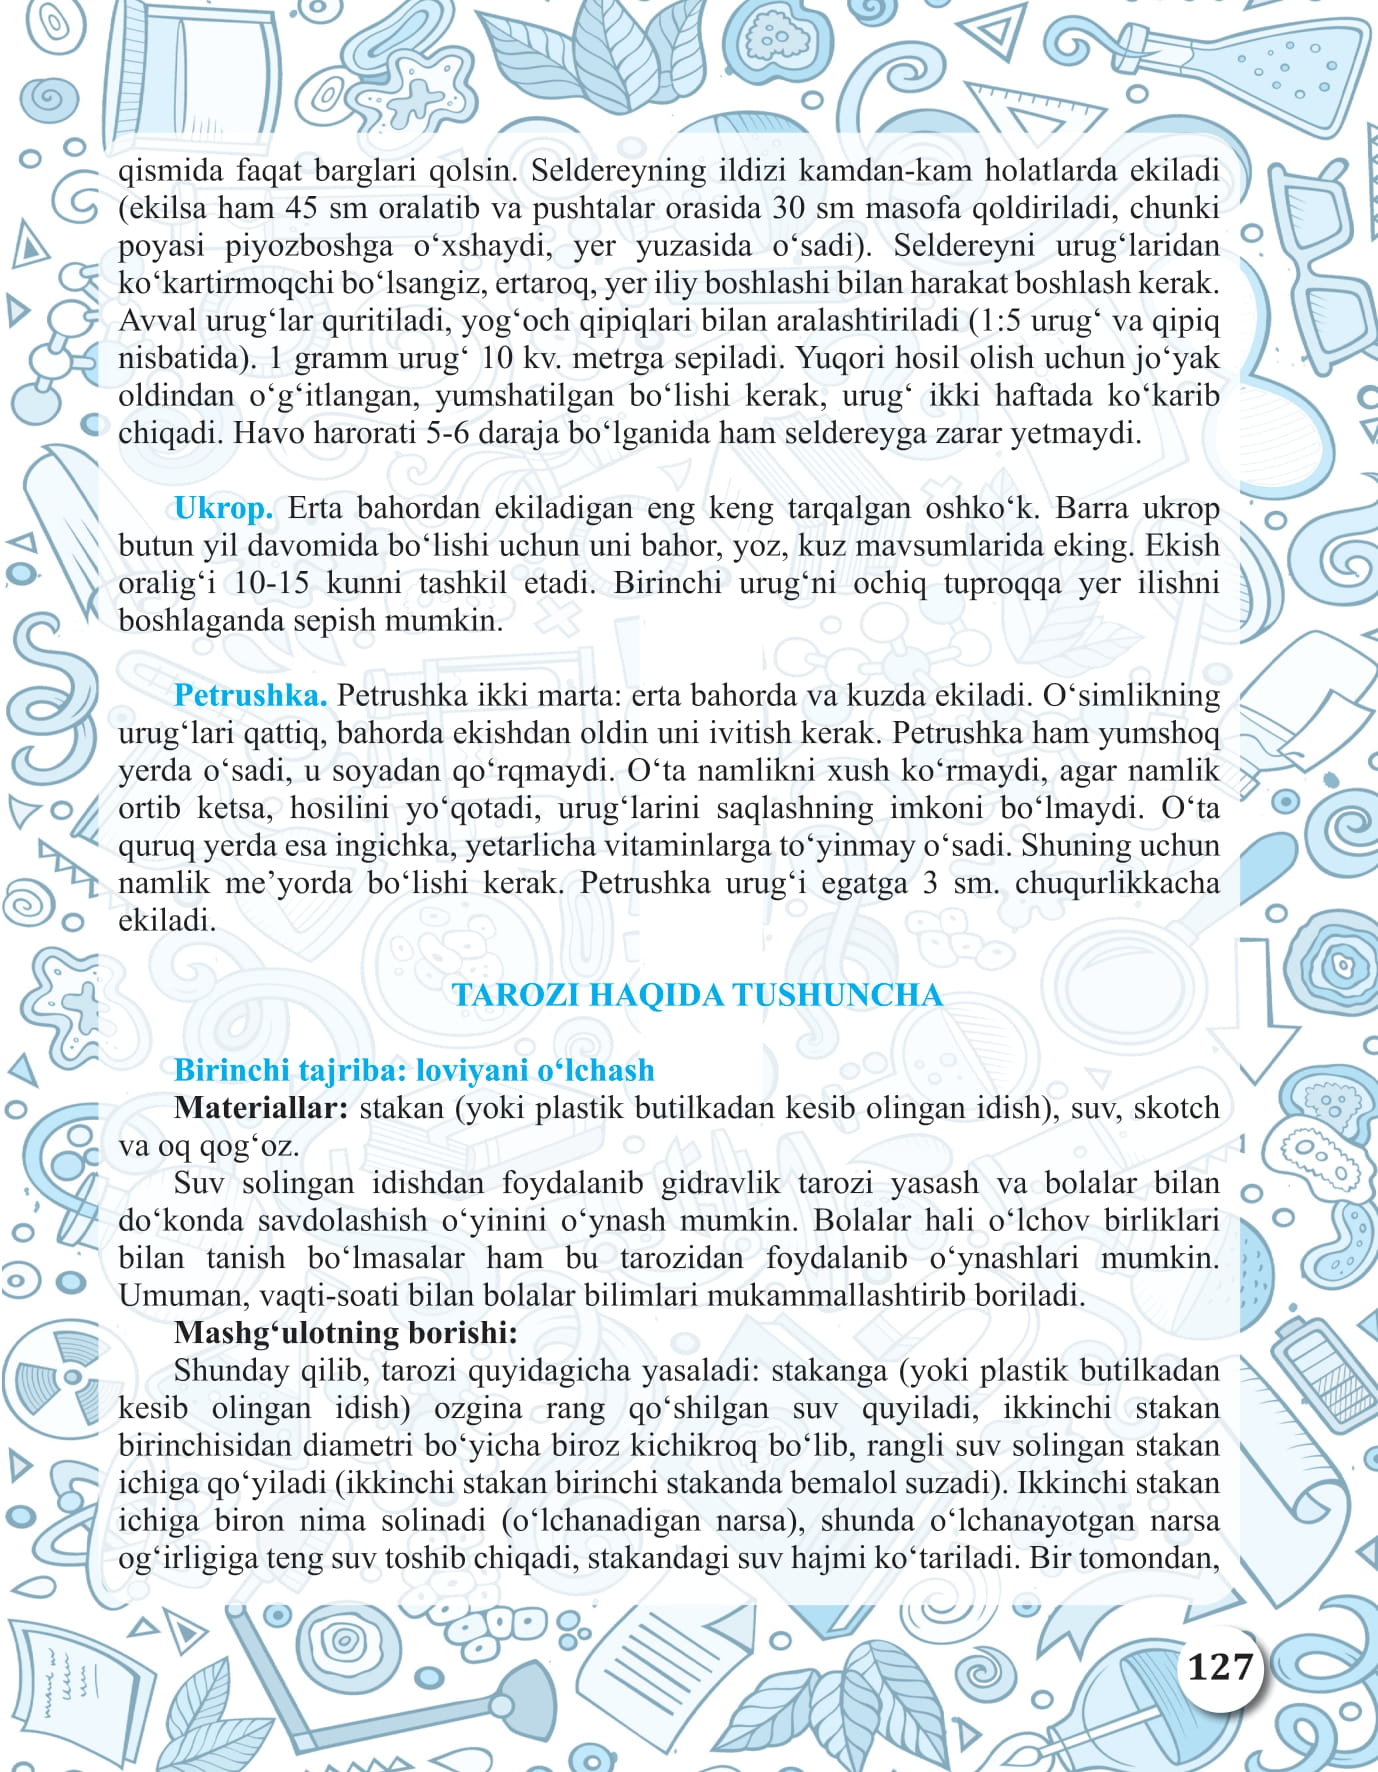 qismida faqat barglari qolsin. Seldereyning ildizi kamdan-kam holatlarda ekiladi
(ekilsa ham 45 sm oralatib va pushtalar orasida 30 sm masofa qoldiriladi, chunki
poyasi piyozboshga o‘xshaydi, yer yuzasida o‘sadi). Seldereyni urug‘laridan
ko‘kartirmoqchi bo‘lsangiz, ertaroq, yer iliy boshlashi bilan harakat boshlash kerak.
Avval urug‘lar quritiladi, yog‘och qipiqlari bilan aralashtiriladi (1:5 urug‘ va qipiq
nisbatida). 1 gramm urug‘ 10 kv. metrga sepiladi. Yuqori hosil olish uchun jo‘yak
oldindan o‘g‘itlangan, yumshatilgan bo‘lishi kerak, urug‘ ikki haftada ko‘karib
chiqadi. Havo harorati 5-6 daraja bo‘lganida ham seldereyga zarar yetmaydi.
Ukrop. Erta bahordan ekiladigan eng keng tarqalgan oshko‘k. Barra ukrop
butun yil davomida bo‘lishi uchun uni bahor, yoz, kuz mavsumlarida eking. Ekish
oralig‘i 10-15 kunni tashkil etadi. Birinchi urug‘ni ochiq tuproqqa yer ilishni
boshlaganda sepish mumkin.
Petrushka. Petrushka ikki marta: erta bahorda va kuzda ekiladi. O‘simlikning
urug‘lari qattiq, bahorda ekishdan oldin uni ivitish kerak. Petrushka ham yumshoq
yerda o‘sadi, u soyadan qo‘rqmaydi. O‘ta namlikni xush ko‘rmaydi, agar namlik
ortib ketsa, hosilini yo‘qotadi, urug‘larini saqlashning imkoni bo‘lmaydi. O‘ta
quruq yerda esa ingichka, yetarlicha vitaminlarga to‘yinmay o‘sadi. Shuning uchun
namlik me’yorda bo‘lishi kerak. Petrushka urug‘i egatga 3 sm. chuqurlikkacha
ekiladi.
TAROZI HAQIDA TUSHUNCHA
Birinchi tajriba: loviyani o‘lchash
Materiallar: stakan (yoki plastik butilkadan kesib olingan idish), suv, skotch
va oq qog‘oz.
Suv solingan idishdan foydalanib gidravlik tarozi yasash va bolalar bilan
do‘konda savdolashish o‘yinini o‘ynash mumkin. Bolalar hali o‘lchov birliklari
bilan tanish bo‘lmasalar ham bu tarozidan foydalanib o‘ynashlari mumkin.
Umuman, vaqti-soati bilan bolalar bilimlari mukammallashtirib boriladi.
Mashg‘ulotning borishi:
Shunday qilib, tarozi quyidagicha yasaladi: stakanga (yoki plastik butilkadan
kesib olingan idish) ozgina rang qo‘shilgan suv quyiladi, ikkinchi stakan
birinchisidan diametri bo‘yicha biroz kichikroq bo‘lib, rangli suv solingan stakan
ichiga qo‘yiladi (ikkinchi stakan birinchi stakanda bemalol suzadi). Ikkinchi stakan
ichiga biron nima solinadi (o‘lchanadigan narsa), shunda o‘lchanayotgan narsa
og‘irligiga teng suv toshib chiqadi, stakandagi suv hajmi ko‘tariladi. Bir tomondan,
127